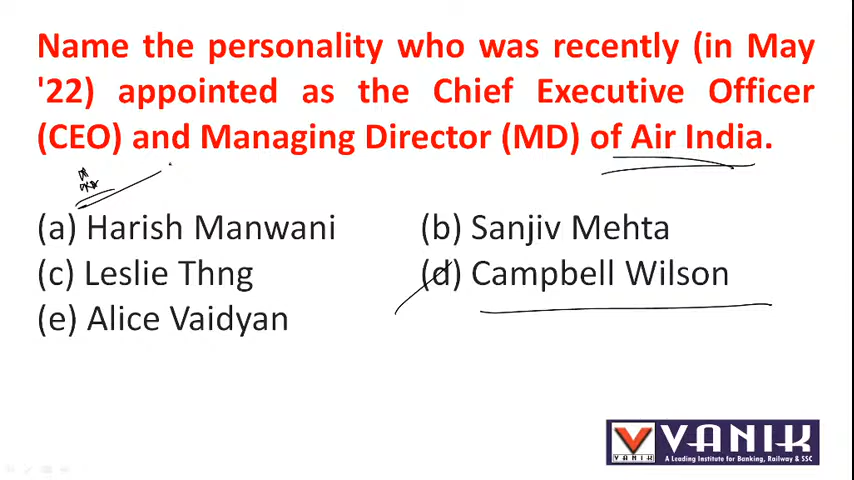 Name the personality who was recently (in May
'22) appointed as the Chief Executive Officer
(CEO) and Managing Director (MD) of Air India.
(a) Harish Manwani (b) Sanjiv Mehta
(c) Leslie Thng (d) Campbell Wilson
(e) Alice Vaidyan
VANIK
VANIK
A Leading Institute for Banking, Railway & SSC